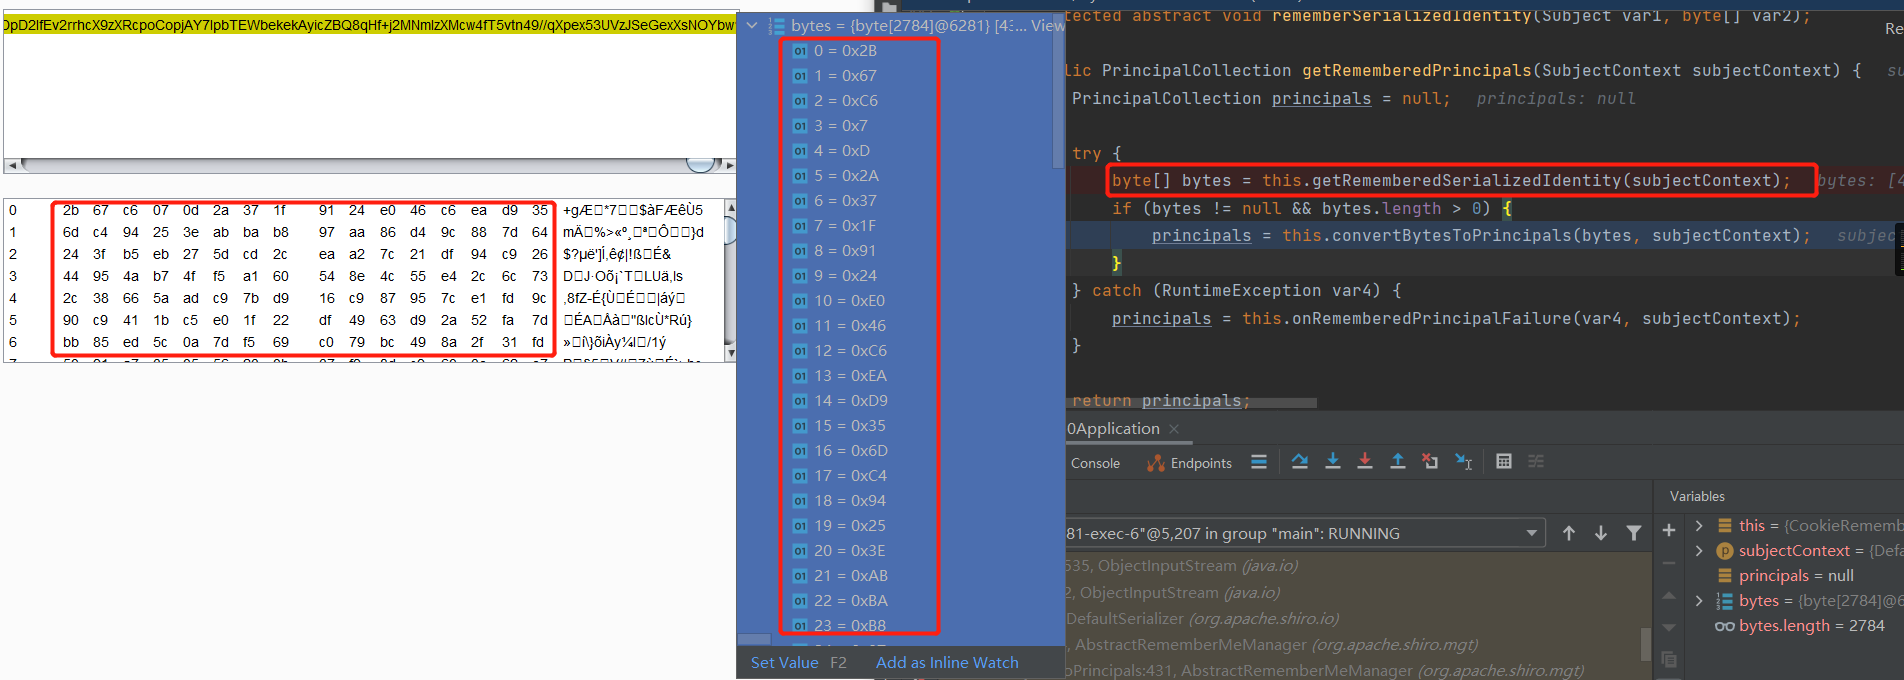 DpD2lfEv2rrhcX9zXRcpoCopjAY7lpbTEWbekekAyicZBQ8qHf+j2MNmlzXMcw4fT5vtn49//qXpex53UVzJSeGexXsNOYbw
0 2b 67 c6 07 0d 2a 37 1f 91 24 e0 46 c6 ea d9 35 +gÆ□*7□□$àFÆêÙ5
1 6d c4 94 25 3e ab ba b8 97 aa 86 d4 9c 88 7d 64 mÄ□%>«º¸□ª□Ô□□}d
2 24 3f b5 eb 27 5d cd 2c ea a2 7c 21 df 94 c9 26 $?µë']Í,ê¢|!ß□É&
3 44 95 4a b7 4f f5 a1 60 54 8e 4c 55 e4 2c 6c 73 D□J·Oõ¡`T□LUä,ls
4 2c 38 66 5a ad c9 7b d9 16 c9 87 95 7c e1 fd 9c ,8fZ-É{Ù□É□□|áý□
5 90 c9 41 1b c5 e0 1f 22 df 49 63 d9 2a 52 fa 7d □ÉA□Åà□"ßIcÙ*Rú}
6 bb 85 ed 5c 0a 7d f5 69 c0 79 bc 49 8a 2f 31 fd »□í\}õiÀy¼I□/1ý
bytes = {byte[2784]@6281} [43... View
0 = 0x2B
1 = 0x67
2 = 0xC6
3 = 0x7
4 = 0xD
5 = 0x2A
6 = 0x37
7 = 0x1F
8 = 0x91
9 = 0x24
10 = 0xE0
11 = 0x46
12 = 0xC6
13 = 0xEA
14 = 0xD9
15 = 0x35
16 = 0x6D
17 = 0xC4
18 = 0x94
19 = 0x25
20 = 0x3E
21 = 0xAB
22 = 0xBA
23 = 0xB8
Set Value F2 Add as Inline Watch
tected abstract void rememberSerializedIdentity(Subject var1, byte[] var2);
Re
lic PrincipalCollection getRememberedPrincipals(SubjectContext subjectContext) { su
PrincipalCollection principals = null; principals: null
try {
byte[] bytes = this.getRememberedSerializedIdentity(subjectContext); bytes: [4
if (bytes != null && bytes.length > 0) {
principals = this.convertBytesToPrincipals(bytes, subjectContext); subjec
}
} catch (RuntimeException var4) {
principals = this.onRememberedPrincipalFailure(var4, subjectContext);
}
return principals;
0Application
Console Endpoints
81-exec-6"@5,207 in group "main": RUNNING
535, ObjectInputStream (java.io)
2, ObjectInputStream (java.io)
DefaultSerializer (org.apache.shiro.io)
, AbstractRememberMeManager (org.apache.shiro.mgt)
oPrincipals:431, AbstractRememberMeManager (org.apache.shiro.mgt)
Variables
this = {CookieRememb
subjectContext = {Defa
principals = null
bytes = {byte[2784]@6
bytes.length = 2784